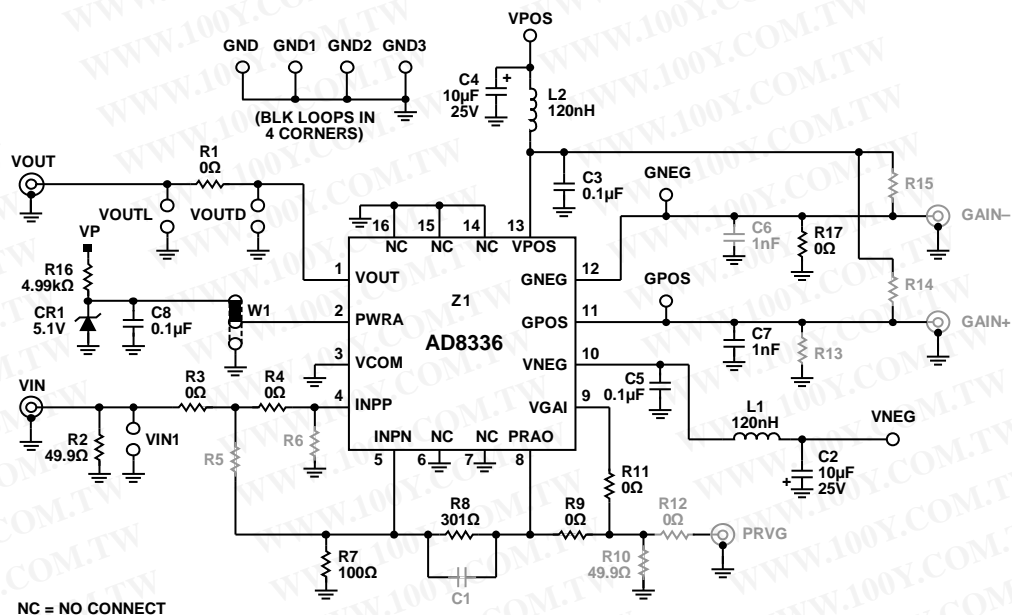 WWW.100Y.COM.TW
VPOS
GND GND1 GND2 GND3
(BLK LOOPS IN
4 CORNERS)
C4
10µF
25V
+
L2
120nH
VOUT
R1
0Ω
VOUTL VOUTD
C3
0.1µF
GNEG
R15
GAIN–
C6
1nF
R17
0Ω
VP
R16
4.99kΩ
CR1
5.1V
C8
0.1µF
W1
16 15 14 13
NC NC NC VPOS
1 VOUT
2 PWRA
3 VCOM
4 INPP
Z1
AD8336
GNEG 12
GPOS 11
VNEG 10
VGAI 9
INPN NC NC PRAO
5 6 7 8
GPOS
R14
GAIN+
C7
1nF
R13
C5
0.1µF
L1
120nH
VNEG
C2
10µF
25V
+
VIN
R3
0Ω
R4
0Ω
R2
49.9Ω
VIN1
R5
R6
R11
0Ω
R8
301Ω
R9
0Ω
R12
0Ω
PRVG
R7
100Ω
C1
R10
49.9Ω
NC = NO CONNECT